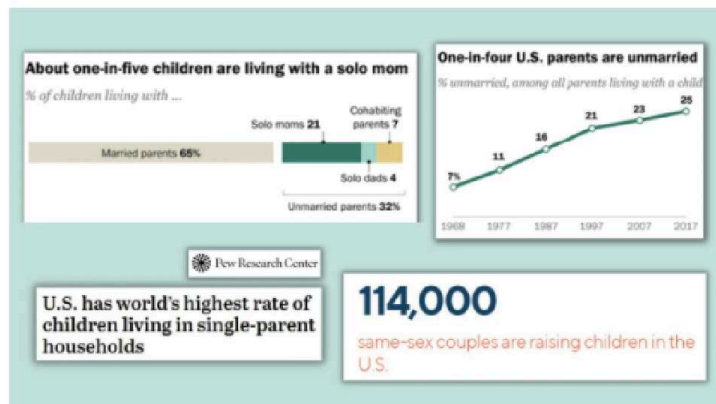 About one-in-five children are living with a solo mom
% of children living with ...
Cohabiting
Solo moms 21 parents 7
Married parents 65%
Solo dads 4
Unmarried parents 32%
One-in-four U.S. parents are unmarried
% unmarried, among all parents living with a child
25
23
21
16
11
7%
1968 1977 1987 1997 2007 2017
Pew Research Center
U.S. has world's highest rate of
children living in single-parent
households
114,000
same-sex couples are raising children in the
U.S.